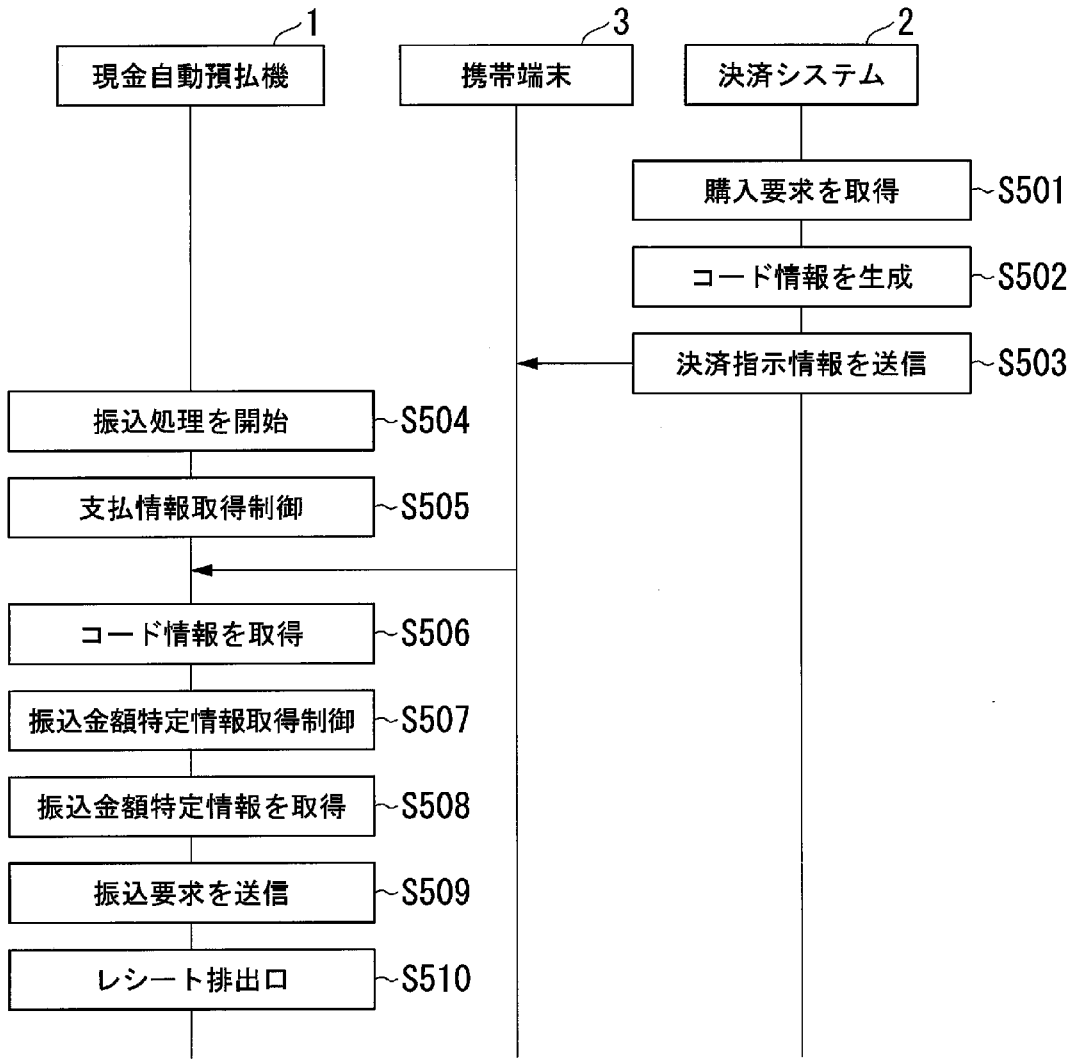 1
3
2
現金自動預払機
携帯端末
決済システム
購入要求を取得
S501
コード情報を生成
S502
決済指示情報を送信
S503
振込処理を開始
S504
支払情報取得制御
S505
コード情報を取得
S506
振込金額特定情報取得制御
S507
振込金額特定情報を取得
S508
振込要求を送信
S509
レシート排出口
S510